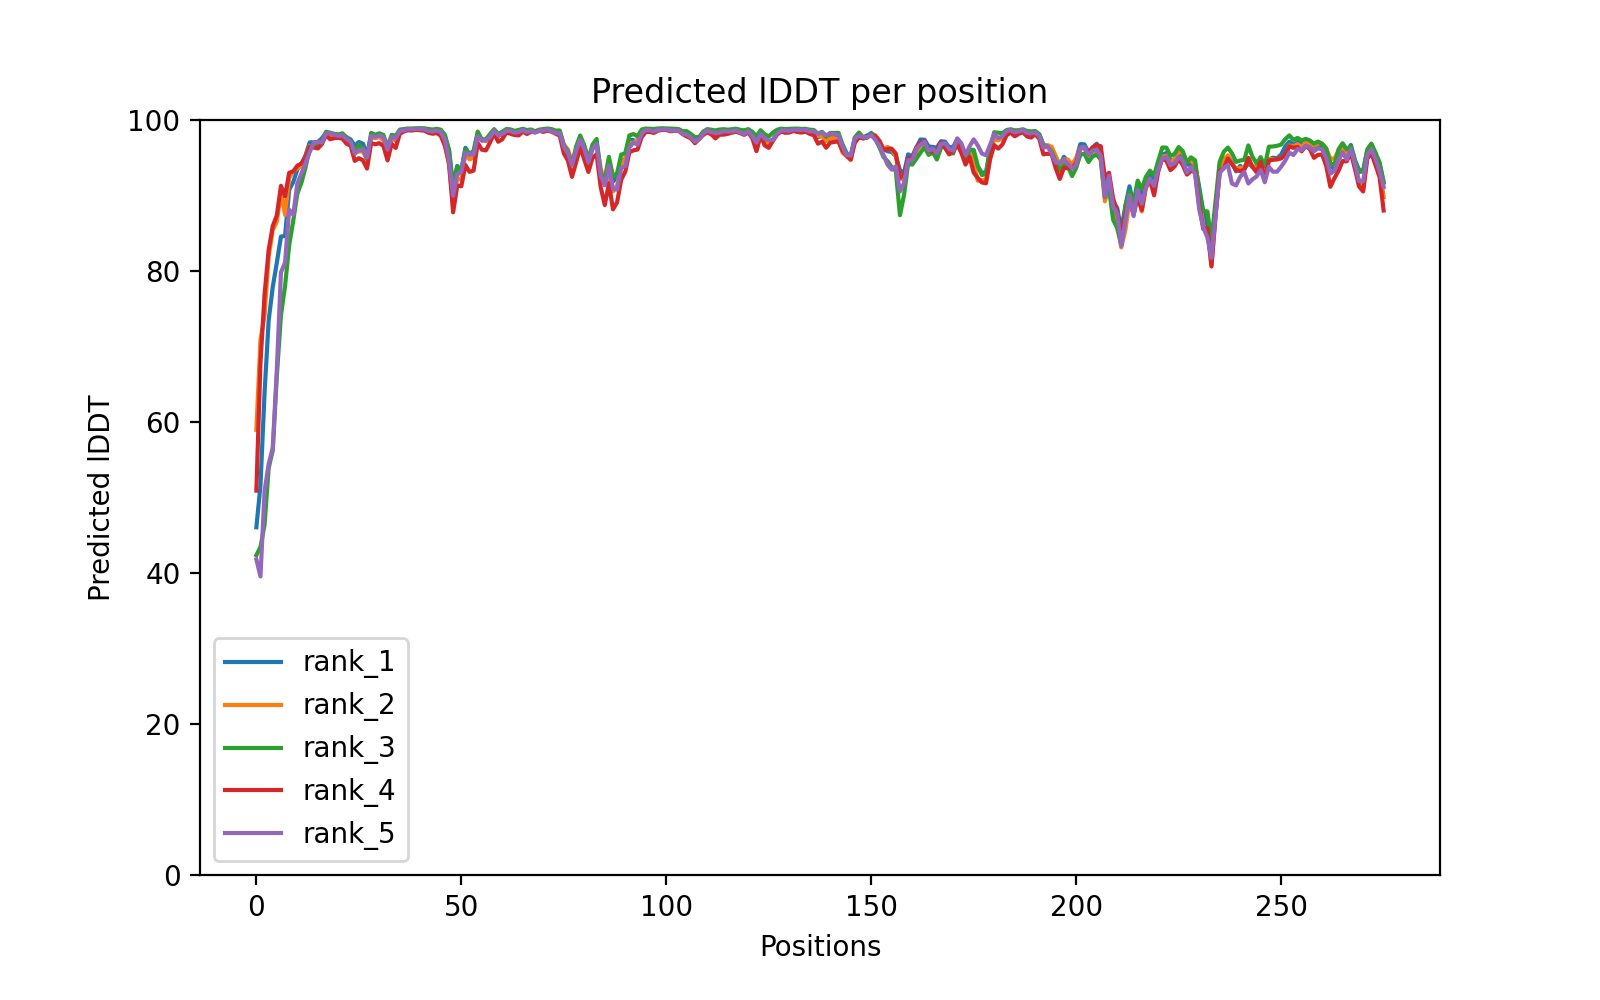 Predicted lDDT per position
100
80
60
40
20
0
Predicted lDDT
rank_1
rank_2
rank_3
rank_4
rank_5
0 50 100 150 200 250
Positions